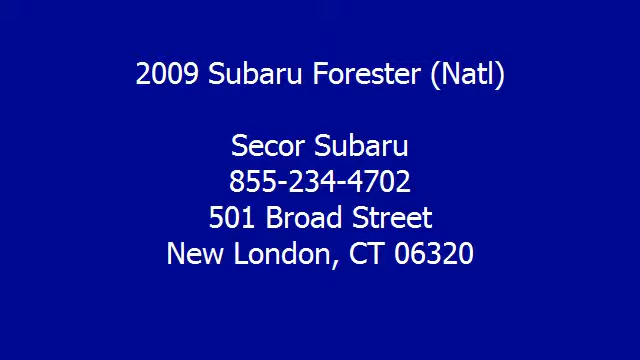 2009 Subaru Forester (Natl)
Secor Subaru
855-234-4702
501 Broad Street
New London, CT 06320